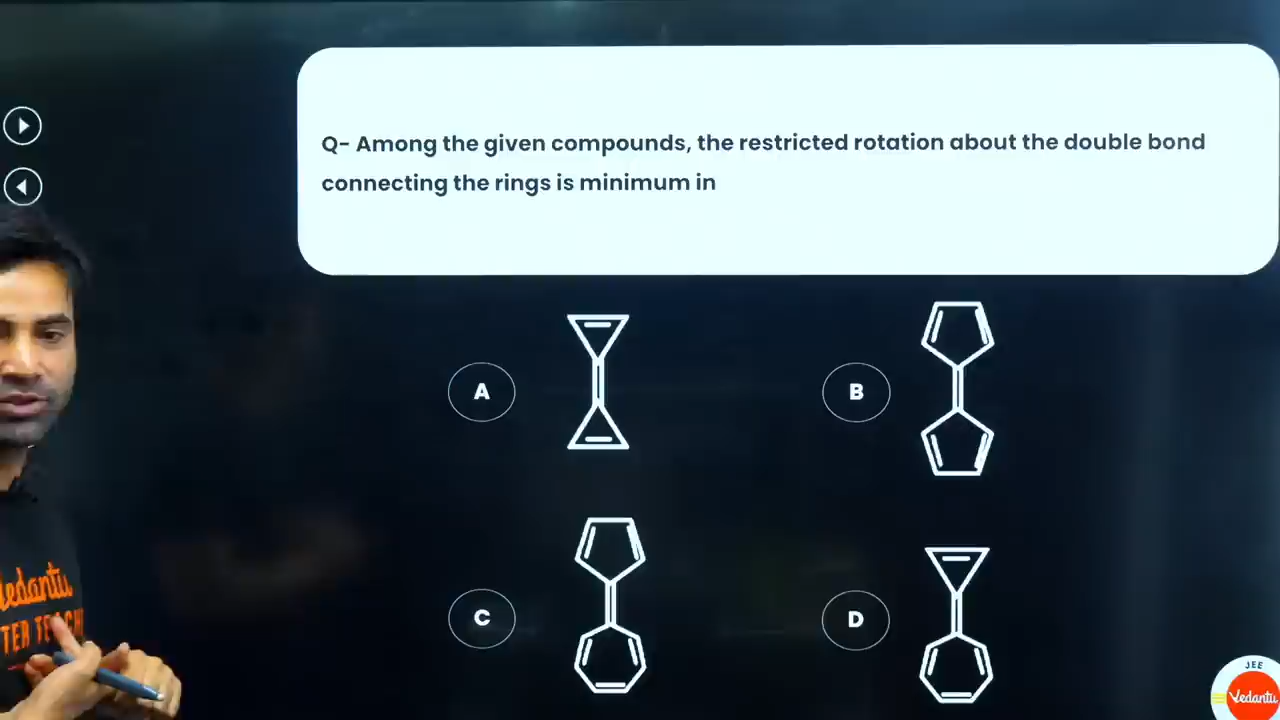 Q- Among the given compounds, the restricted rotation about the double bond
connecting the rings is minimum in
A
B
C
D
Vedantu
JEE
Vedantu